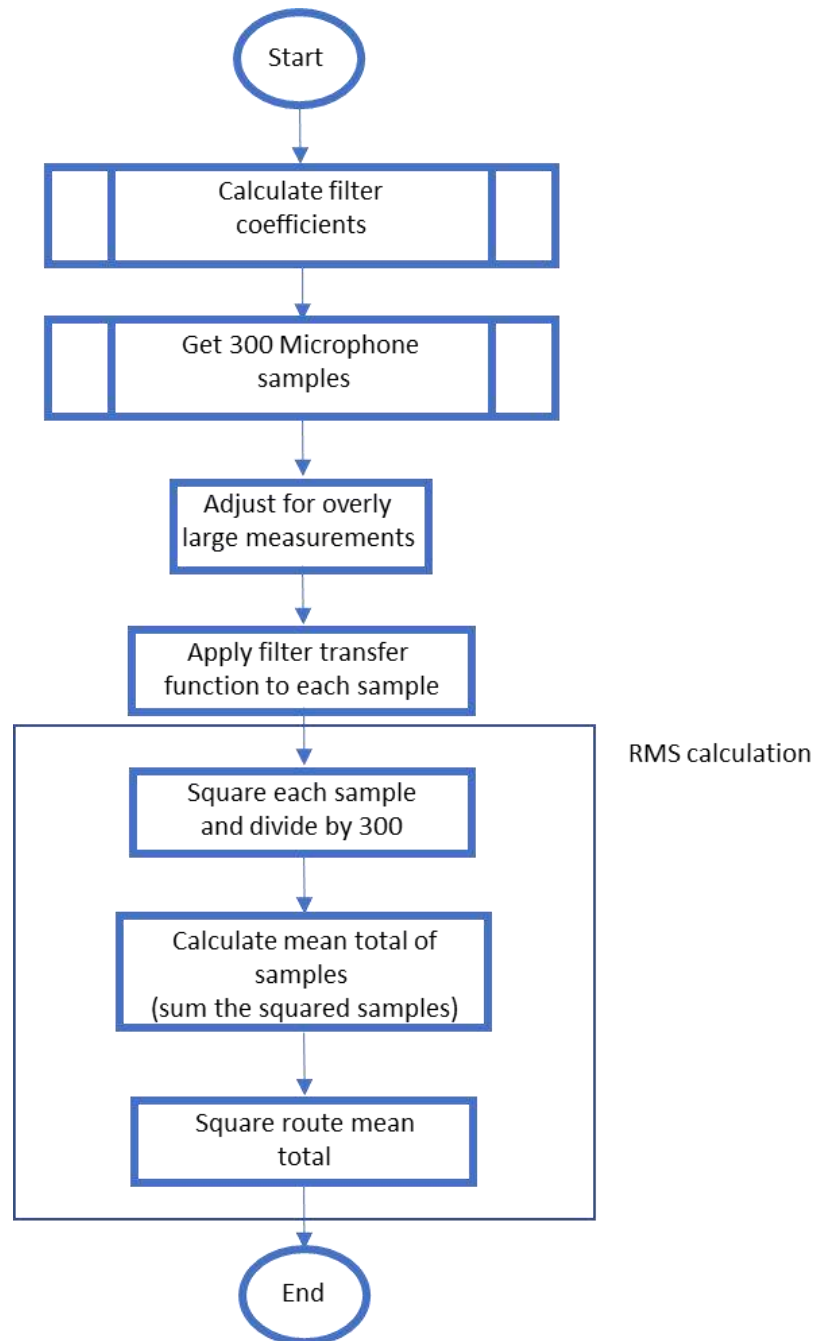 Start
Calculate filter
coefficients
Get 300 Microphone
samples
Adjust for overly
large measurements
Apply filter transfer
function to each sample
RMS calculation
Square each sample
and divide by 300
Calculate mean total of
samples
(sum the squared samples)
Square route mean
total
End